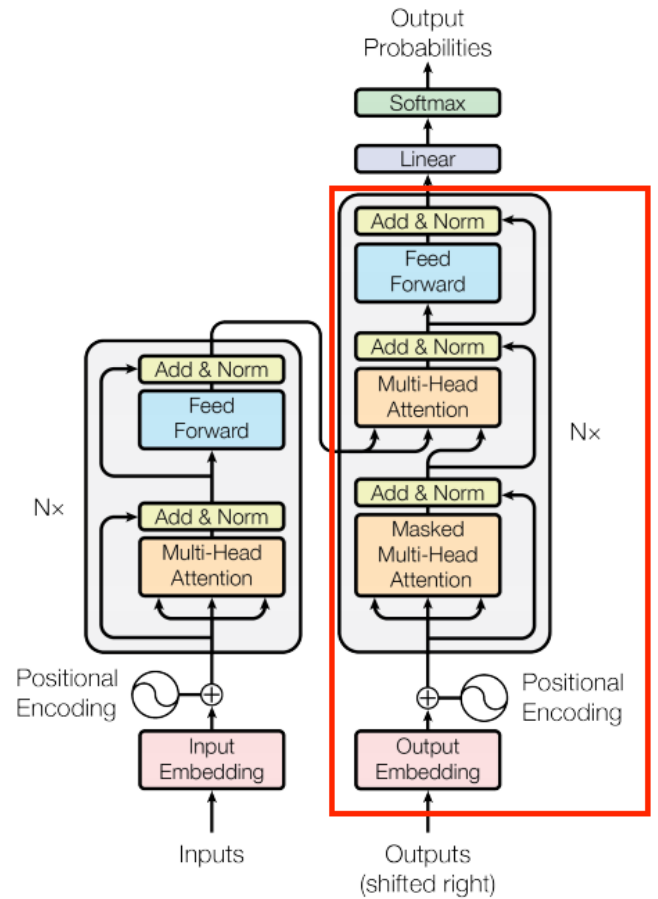 Output
Probabilities
Softmax
Linear
Add & Norm
Feed
Forward
Add & Norm
Multi-Head
Attention
Add & Norm
Masked
Multi-Head
Attention
Nx
Positional
Encoding
Output
Embedding
Outputs
(shifted right)
Add & Norm
Feed
Forward
Add & Norm
Multi-Head
Attention
Nx
Positional
Encoding
Input
Embedding
Inputs